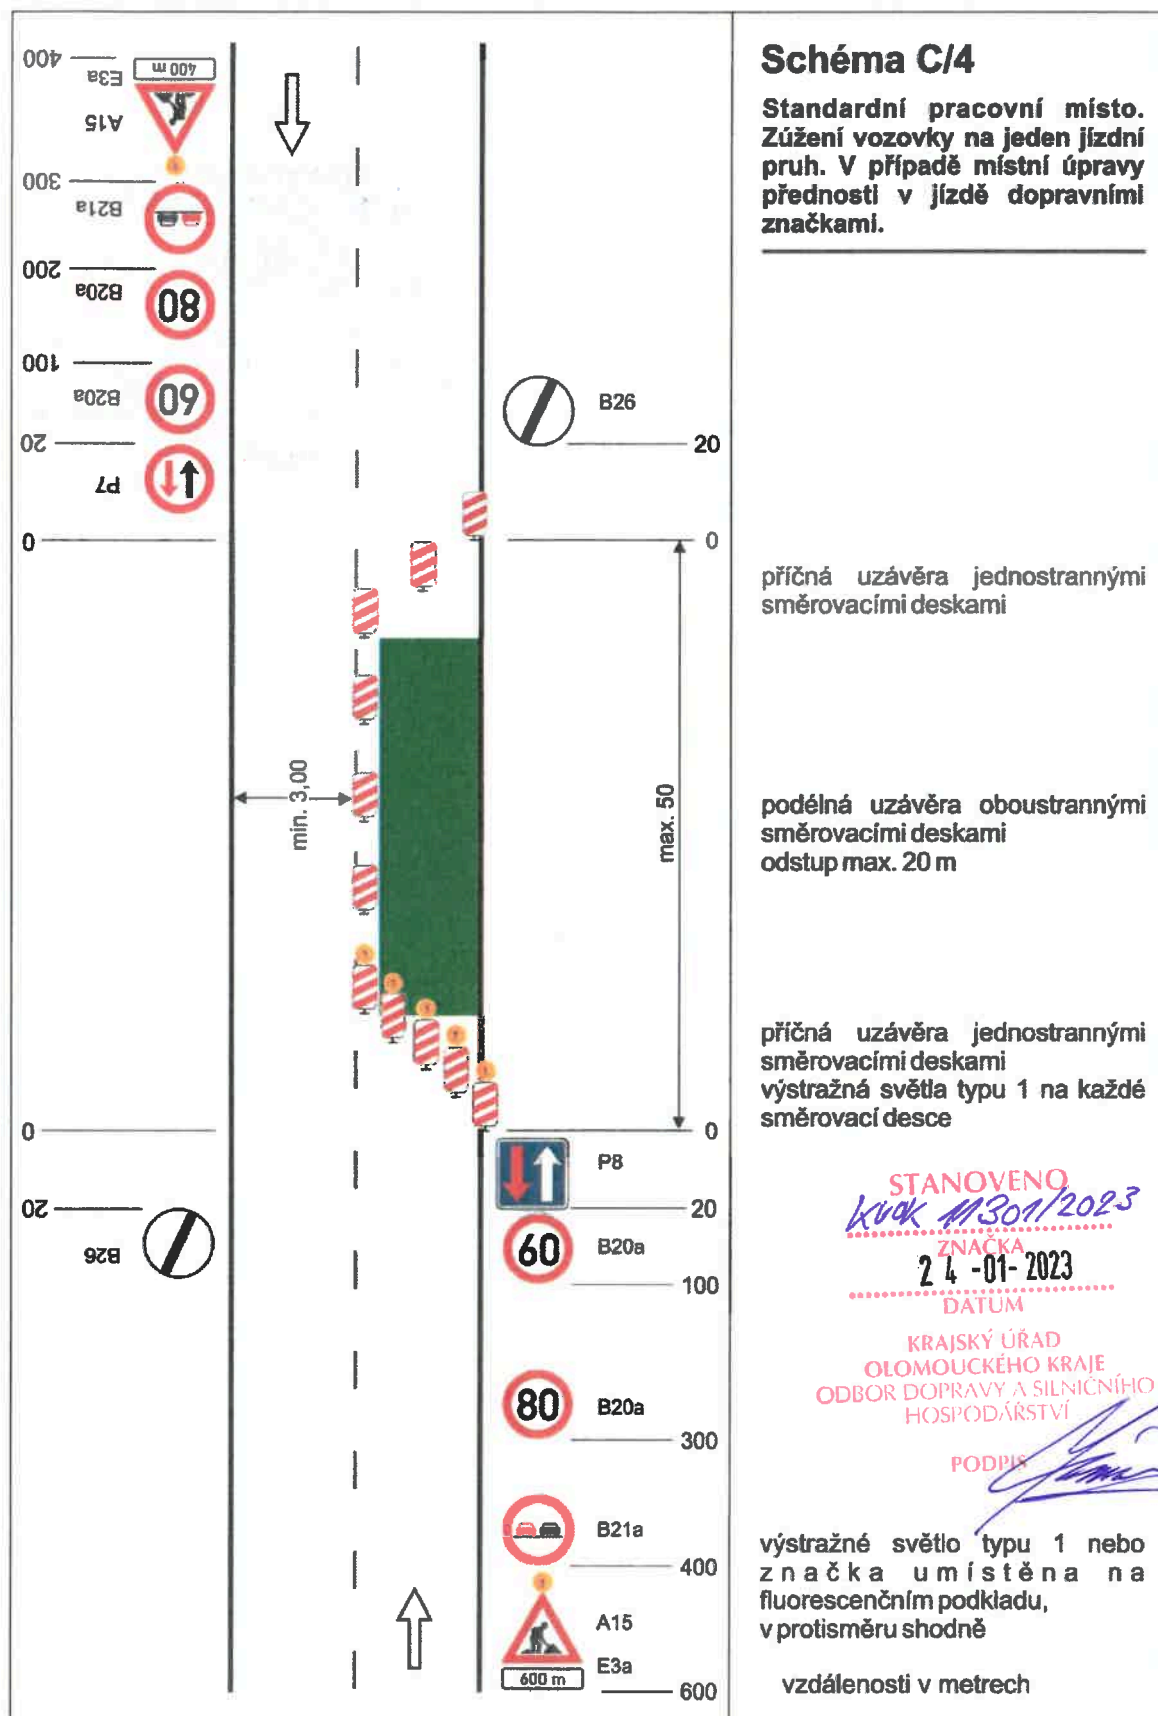 Schéma C/4
Standardní pracovní místo.
Zúžení vozovky na jeden jízdní
pruh. V případě místní úpravy
přednosti v jízdě dopravními
značkami.
400
E3a
400 m
A15
300
B21a
200
B20a
80
100
B20a
60
20
P7
0
B26
20
0
příčná uzávěra jednostrannými
směrovacími deskami
min. 3,00
max. 50
podélná uzávěra oboustrannými
směrovacími deskami
odstup max. 20 m
příčná uzávěra jednostrannými
směrovacími deskami
výstražná světla typu 1 na každé
směrovací desce
0
0
P8
20
20
B26
60
B20a
100
80
B20a
300
B21a
400
A15
E3a
600 m
600
STANOVENO
11301/2023
ZNAČKA
24 -01- 2023
DATUM
KRAJSKÝ ÚŘAD
OLOMOUCKÉHO KRAJE
ODBOR DOPRAVY A SILNIČNÍHO
HOSPODÁŘSTVÍ
PODPIS
výstražné světlo typu 1 nebo
značka umístěna na
fluorescenčním podkladu,
v protisměru shodně
vzdálenosti v metrech